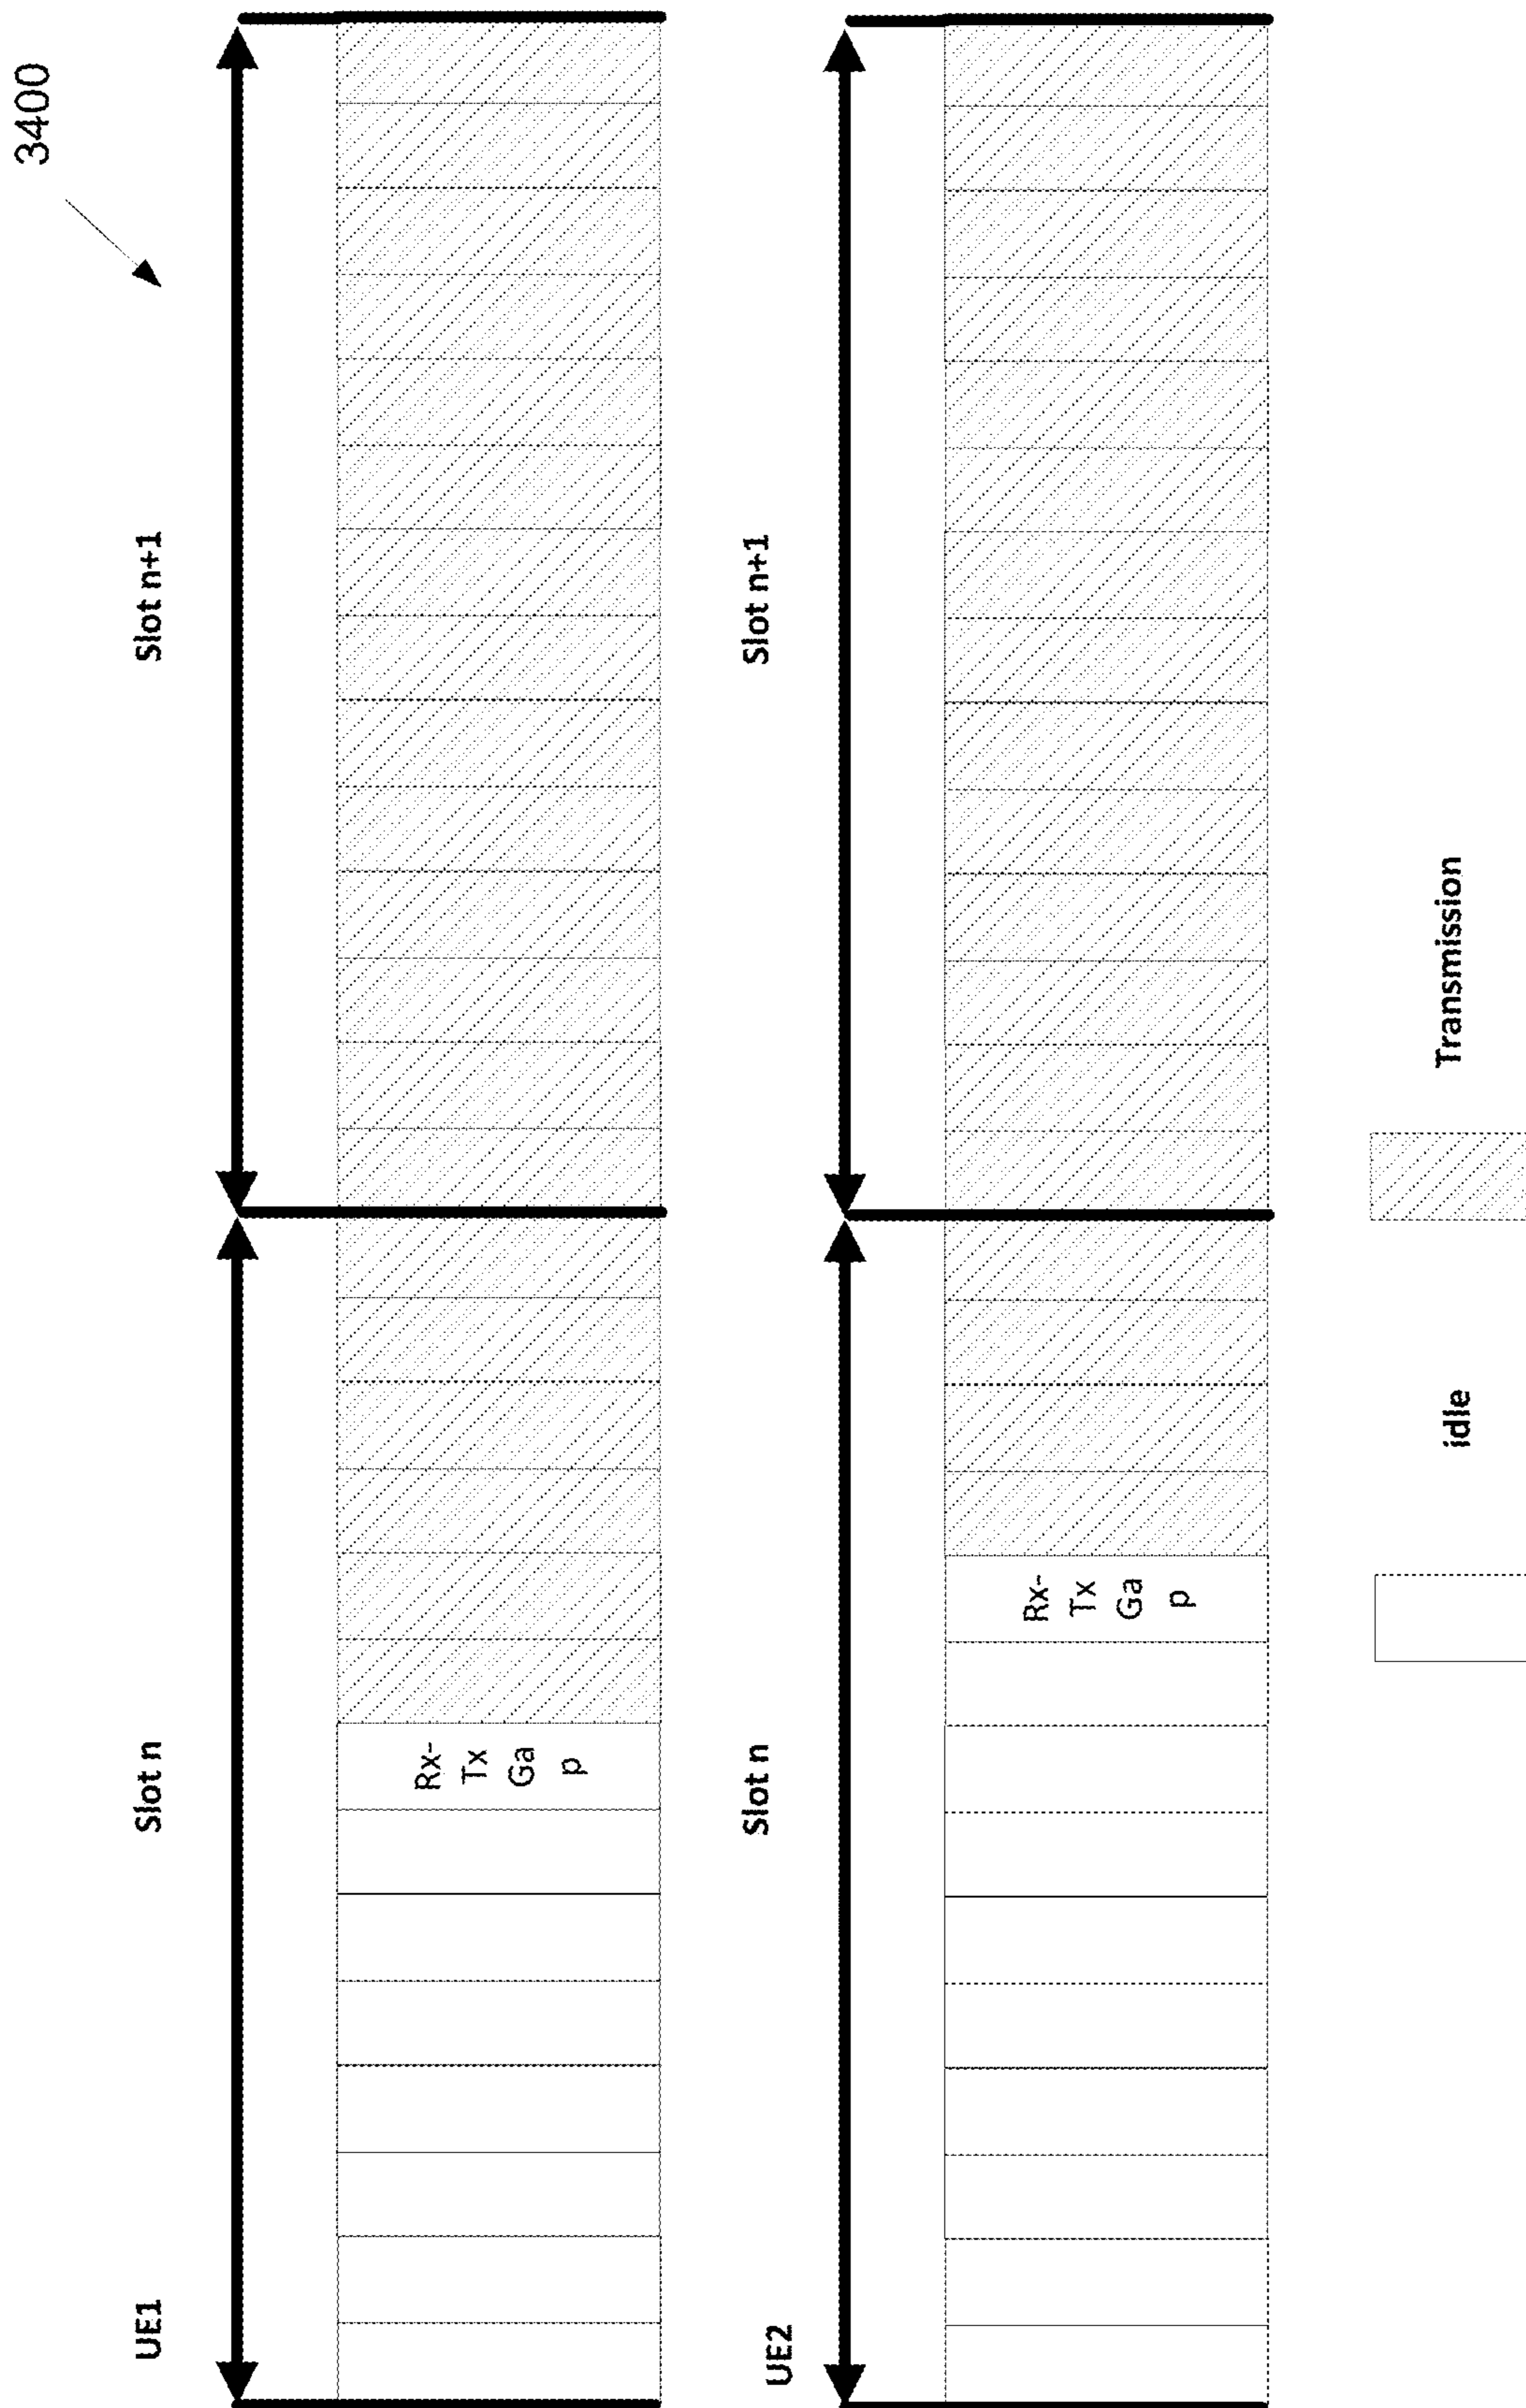 3400
UE1
Slot n
Slot n+1
Rx-
Tx
Ga
p
UE2
Slot n
Slot n+1
Rx-
Tx
Ga
p
idle
Transmission